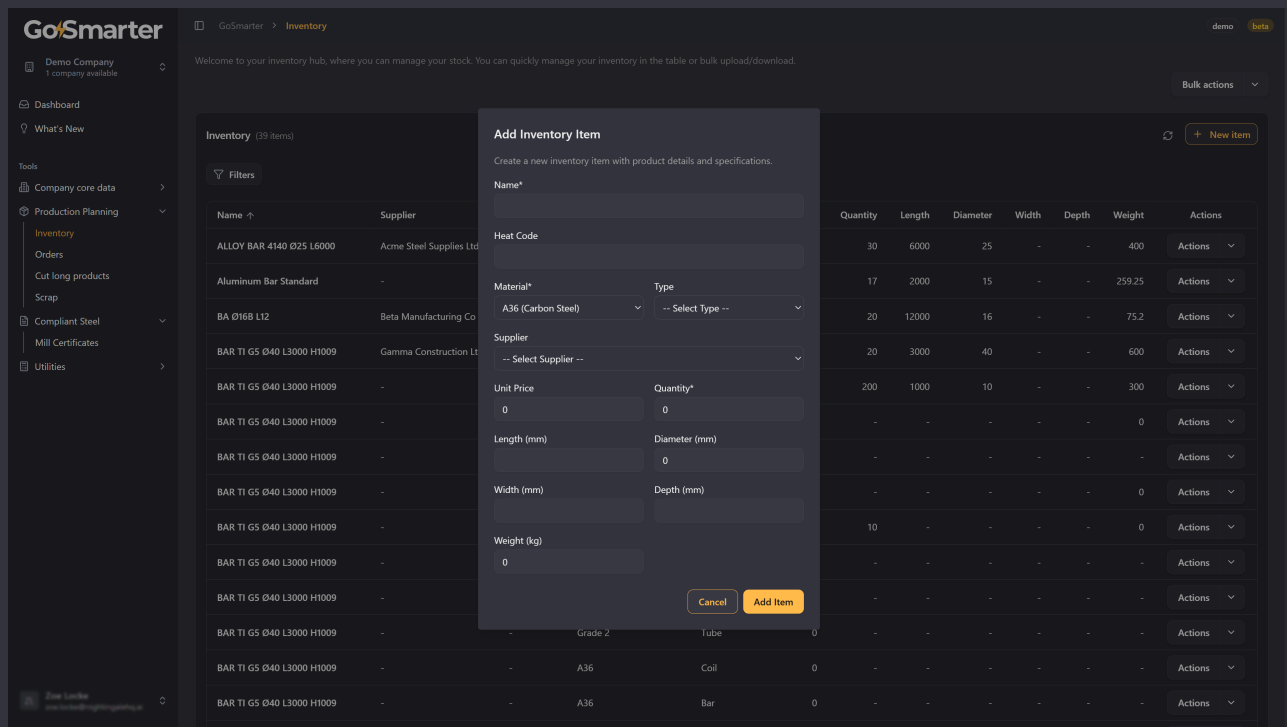 GoSmarter
GoSmarter > Inventory
demo
beta
Demo Company
1 company available
Welcome to your inventory hub, where you can manage your stock. You can quickly manage your inventory in the table or bulk upload/download.
Bulk actions
Dashboard
What's New
Tools
Company core data
Production Planning
Inventory
Orders
Cut long products
Scrap
Compliant Steel
Mill Certificates
Utilities
Zoe Locke
Inventory (39 items)
+ New item
Filters
Name Supplier Quantity Length Diameter Width Depth Weight Actions
ALLOY BAR 4140 Ø25 L6000 Acme Steel Supplies Ltd 30 6000 25 - - 400 Actions
Aluminum Bar Standard - 17 2000 15 - - 259.25 Actions
BA Ø16B L12 Beta Manufacturing Co 20 12000 16 - - 75.2 Actions
BAR TI G5 Ø40 L3000 H1009 Gamma Construction Lt 20 3000 40 - - 600 Actions
BAR TI G5 Ø40 L3000 H1009 - 200 1000 10 - - 300 Actions
BAR TI G5 Ø40 L3000 H1009 - - - - - - 0 Actions
BAR TI G5 Ø40 L3000 H1009 - - - - - - - Actions
BAR TI G5 Ø40 L3000 H1009 - - - - - - 0 Actions
BAR TI G5 Ø40 L3000 H1009 - 10 - - - - 0 Actions
BAR TI G5 Ø40 L3000 H1009 - - - - - - - Actions
BAR TI G5 Ø40 L3000 H1009 - - - - - - - Actions
BAR TI G5 Ø40 L3000 H1009 - - Grade 2 Tube 0 - - - - - - Actions
BAR TI G5 Ø40 L3000 H1009 - - A36 Coil 0 - - - - - - Actions
BAR TI G5 Ø40 L3000 H1009 - - A36 Bar 0 - - - - - - Actions
Add Inventory Item
Create a new inventory item with product details and specifications.
Name*
Heat Code
Material* Type
A36 (Carbon Steel) -- Select Type --
Supplier
-- Select Supplier --
Unit Price Quantity*
0 0
Length (mm) Diameter (mm)
0
Width (mm) Depth (mm)
Weight (kg)
0
Cancel Add Item